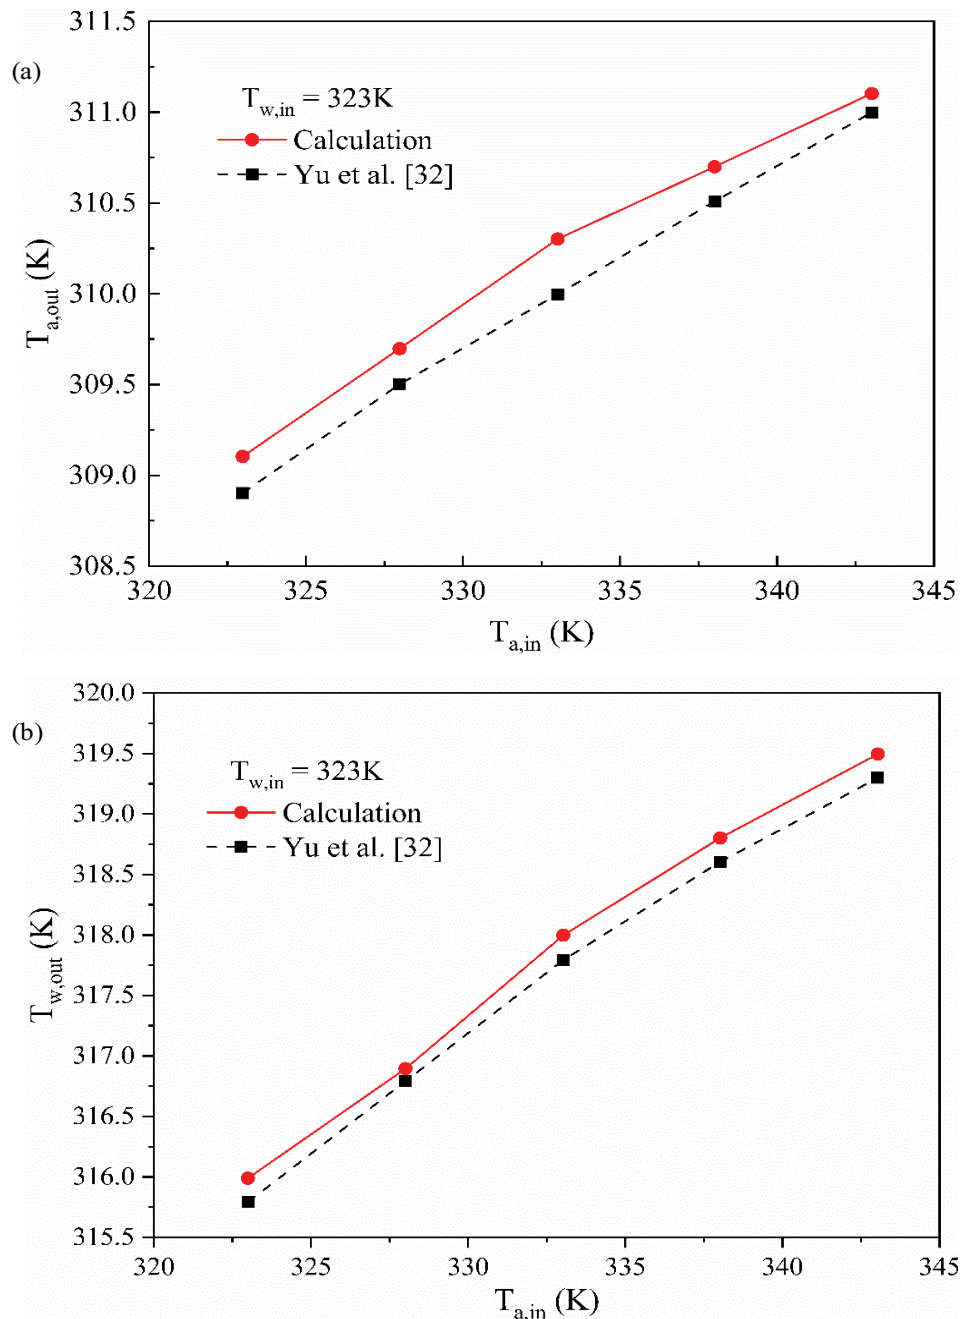 (a)
311.5
311.0
310.5
310.0
309.5
309.0
308.5
T_a,out (K)
T_w,in = 323K
Calculation
Yu et al. [32]
320 325 330 335 340 345
T_a,in (K)
(b)
320.0
319.5
319.0
318.5
318.0
317.5
317.0
316.5
316.0
315.5
T_w,out (K)
T_w,in = 323K
Calculation
Yu et al. [32]
320 325 330 335 340 345
T_a,in (K)